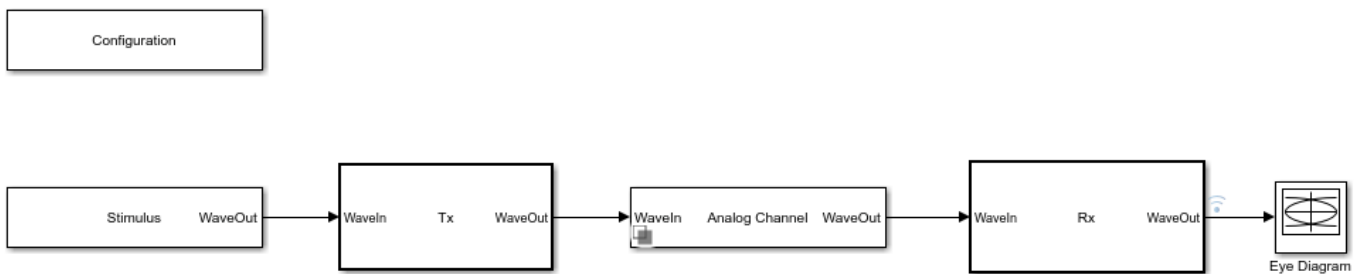 Configuration
Stimulus WaveOut
WaveIn Tx WaveOut
WaveIn Analog Channel WaveOut
WaveIn Rx WaveOut
Eye Diagram